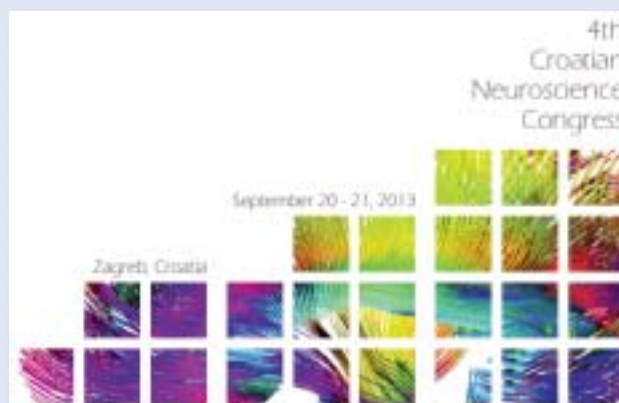 4th
Croatian
Neuroscience
Congress
September 20 - 21, 2013
Zagreb, Croatia